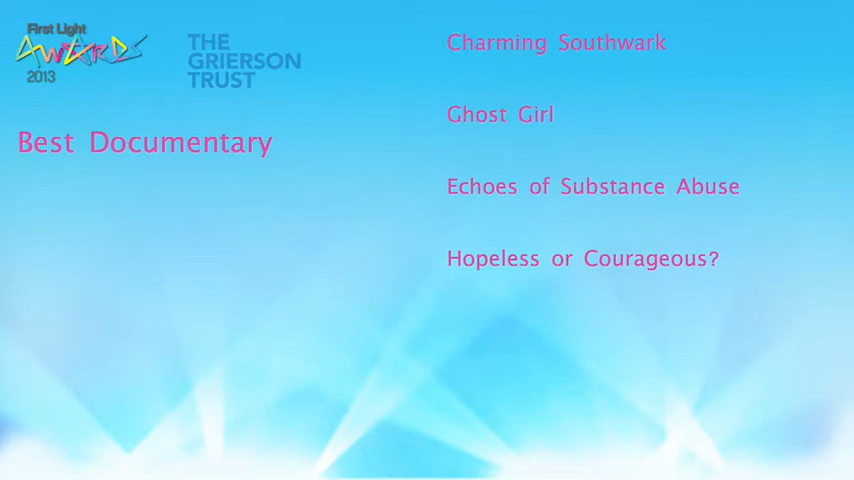 First Light
AWARDS
2013
THE
GRIERSON
TRUST
Best Documentary
Charming Southwark
Ghost Girl
Echoes of Substance Abuse
Hopeless or Courageous?